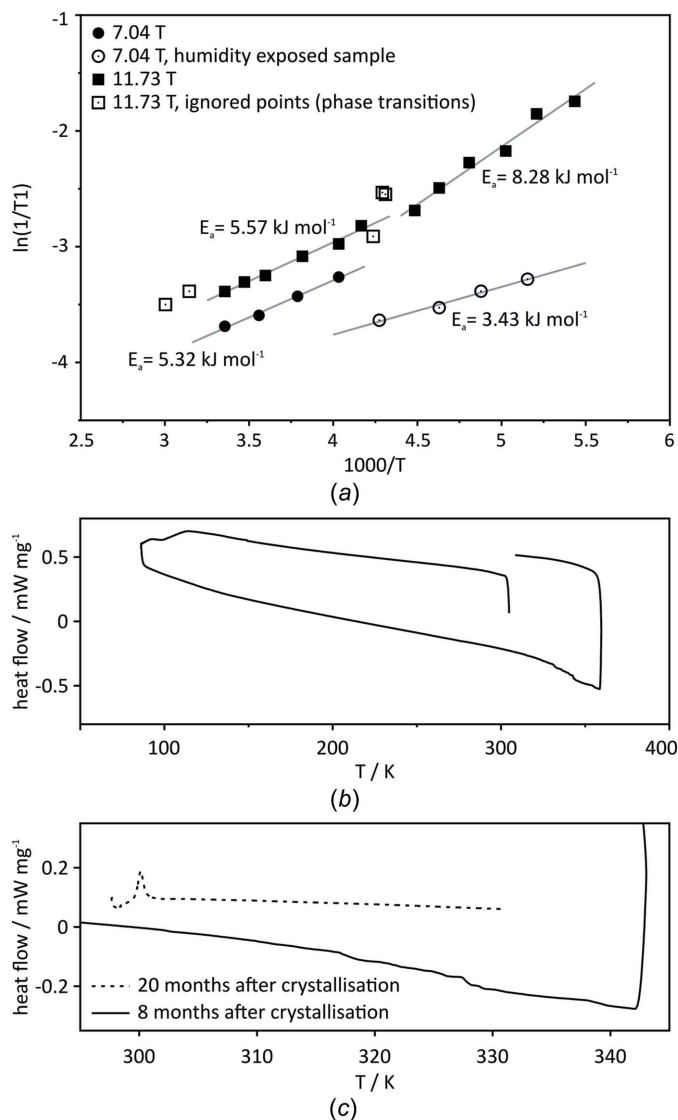 -1
7.04 T
7.04 T, humidity exposed sample
11.73 T
11.73 T, ignored points (phase transitions)
-2
Ea= 8.28 kJ mol-1
Ea= 5.57 kJ mol-1
ln(1/T1)
-3
Ea= 3.43 kJ mol-1
-4
Ea= 5.32 kJ mol-1
2.5 3 3.5 4 4.5 5 5.5 6
1000/T
(a)
heat flow / mW mg-1
0.5
0
-0.5
100 200 300 400
T / K
(b)
heat flow / mW mg-1
0.2
0
-0.2
20 months after crystallisation
8 months after crystallisation
300 310 320 330 340
T / K
(c)